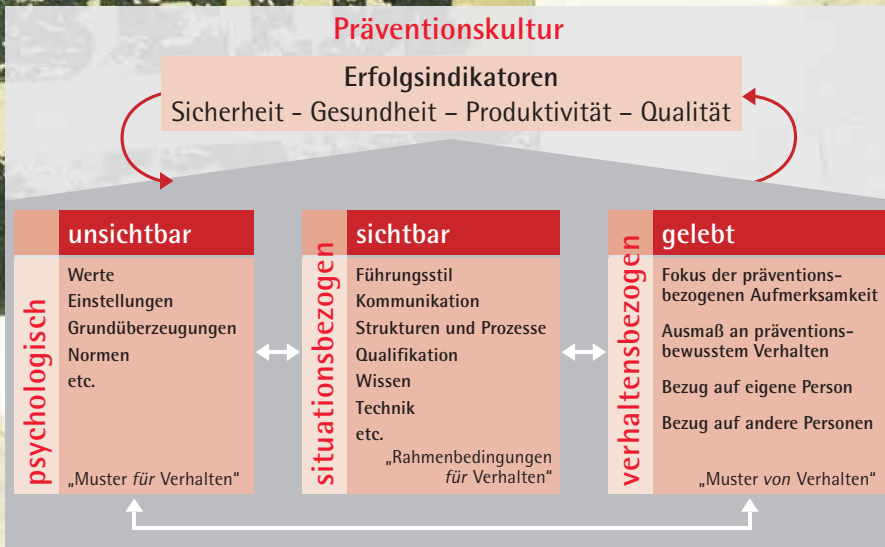 Präventionskultur
Erfolgsindikatoren
Sicherheit - Gesundheit – Produktivität – Qualität
psychologisch
unsichtbar
Werte
Einstellungen
Grundüberzeugungen
Normen
etc.
„Muster für Verhalten“
situationsbezogen
sichtbar
Führungsstil
Kommunikation
Strukturen und Prozesse
Qualifikation
Wissen
Technik
etc.
„Rahmenbedingungen
für Verhalten“
verhaltensbezogen
gelebt
Fokus der präventions-
bezogenen Aufmerksamkeit
Ausmaß an präventions-
bewusstem Verhalten
Bezug auf eigene Person
Bezug auf andere Personen
„Muster von Verhalten“